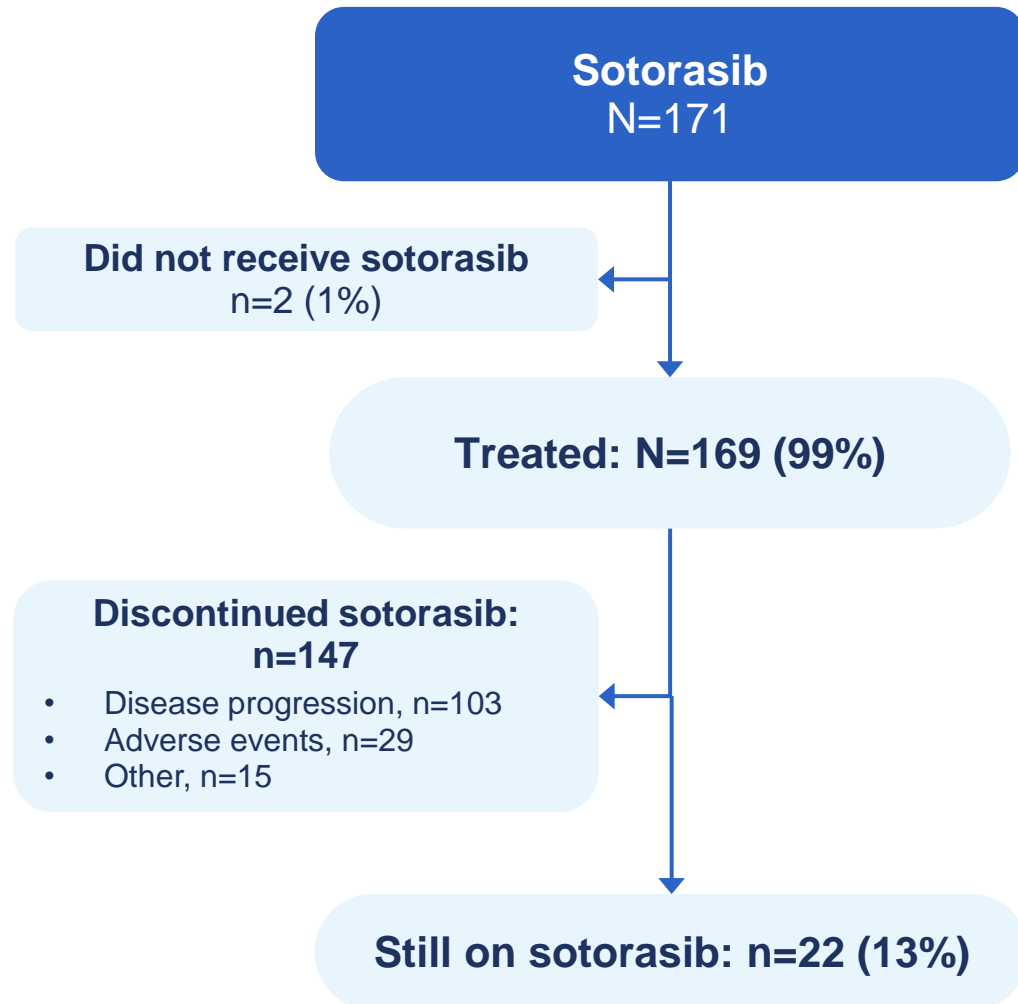 Sotorasib
N=171
Did not receive sotorasib
n=2 (1%)
Treated: N=169 (99%)
Discontinued sotorasib:
n=147
• Disease progression, n=103
• Adverse events, n=29
• Other, n=15
Still on sotorasib: n=22 (13%)